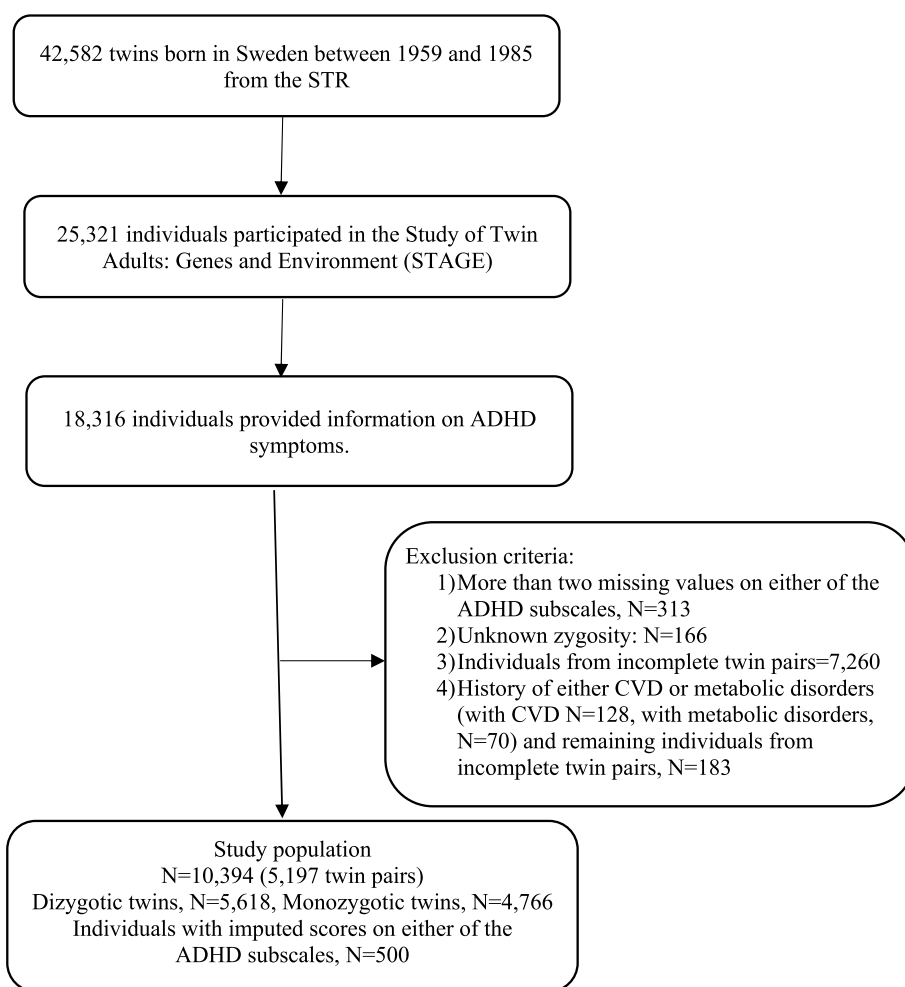 42,582 twins born in Sweden between 1959 and 1985
from the STR
25,321 individuals participated in the Study of Twin
Adults: Genes and Environment (STAGE)
18,316 individuals provided information on ADHD
symptoms.
Exclusion criteria:
1)More than two missing values on either of the
ADHD subscales, N=313
2)Unknown zygosity: N=166
3)Individuals from incomplete twin pairs=7,260
4)History of either CVD or metabolic disorders
(with CVD N=128, with metabolic disorders,
N=70) and remaining individuals from
incomplete twin pairs, N=183
Study population
N=10,394 (5,197 twin pairs)
Dizygotic twins, N=5,618, Monozygotic twins, N=4,766
Individuals with imputed scores on either of the
ADHD subscales, N=500